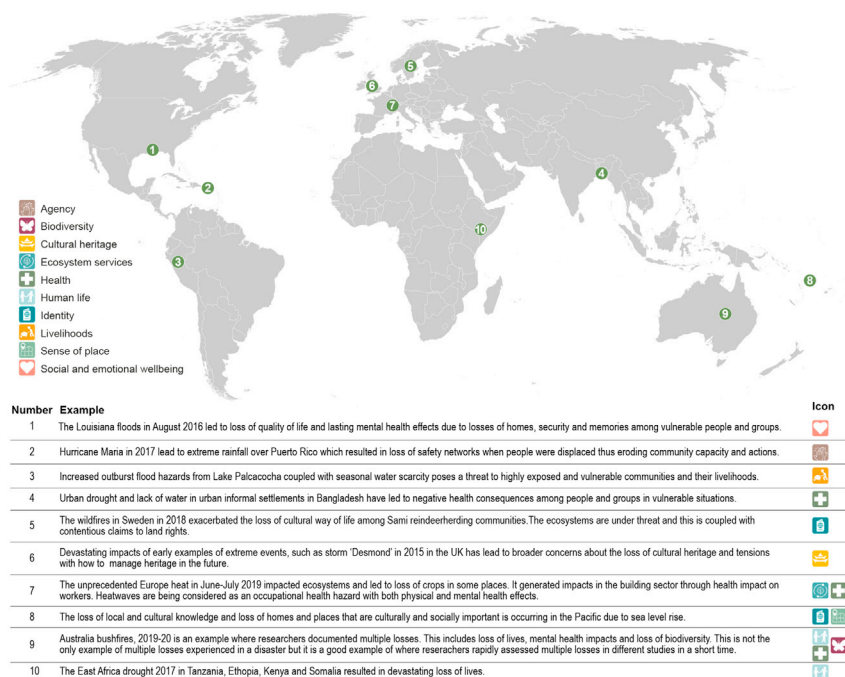 1
2
3
4
5
6
7
8
9
10
Agency
Biodiversity
Cultural heritage
Ecosystem services
Health
Human life
Identity
Livelihoods
Sense of place
Social and emotional wellbeing
Number Example Icon
1 The Louisiana floods in August 2016 led to loss of quality of life and lasting mental health effects due to losses of homes, security and memories among vulnerable people and groups.
2 Hurricane Maria in 2017 lead to extreme rainfall over Puerto Rico which resulted in loss of safety networks when people were displaced thus eroding community capacity and actions.
3 Increased outburst flood hazards from Lake Palcacocha coupled with seasonal water scarcity poses a threat to highly exposed and vulnerable communities and their livelihoods.
4 Urban drought and lack of water in urban informal settlements in Bangladesh have led to negative health consequences among people and groups in vulnerable situations.
5 The wildfires in Sweden in 2018 exacerbated the loss of cultural way of life among Sami reindeerherding communities.The ecosystems are under threat and this is coupled with
contentious claims to land rights.
6 Devastating impacts of early examples of extreme events, such as storm 'Desmond' in 2015 in the UK has lead to broader concerns about the loss of cultural heritage and tensions
with how to manage heritage in the future.
7 The unprecedented Europe heat in June-July 2019 impacted ecosystems and led to loss of crops in some places. It generated impacts in the building sector through health impact on
workers. Heatwaves are being considered as an occupational health hazard with both physical and mental health effects.
8 The loss of local and cultural knowledge and loss of homes and places that are culturally and socially important is occurring in the Pacific due to sea level rise.
9 Australia bushfires, 2019-20 is an example where researchers documented multiple losses. This includes loss of lives, mental health impacts and loss of biodiversity. This is not the
only example of multiple losses experienced in a disaster but it is a good example of where reserachers rapidly assessed multiple losses in different studies in a short time.
10 The East Africa drought 2017 in Tanzania, Ethopia, Kenya and Somalia resulted in devastating loss of lives.